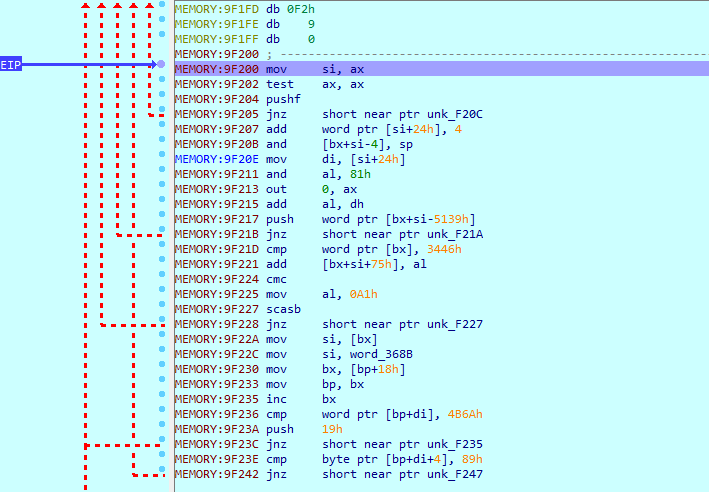 MEMORY:9F1FD db 0F2h
MEMORY:9F1FE db 9
MEMORY:9F1FF db 0
MEMORY:9F200 ; ---------------------------------------------------------
EIP MEMORY:9F200 mov si, ax
MEMORY:9F202 test ax, ax
MEMORY:9F204 pushf
MEMORY:9F205 jnz short near ptr unk_F20C
MEMORY:9F207 add word ptr [si+24h], 4
MEMORY:9F20B and [bx+si-4], sp
MEMORY:9F20E mov di, [si+24h]
MEMORY:9F211 and al, 81h
MEMORY:9F213 out 0, ax
MEMORY:9F215 add al, dh
MEMORY:9F217 push word ptr [bx+si-5139h]
MEMORY:9F21B jnz short near ptr unk_F21A
MEMORY:9F21D cmp word ptr [bx], 3446h
MEMORY:9F221 add [bx+si+75h], al
MEMORY:9F224 cmc
MEMORY:9F225 mov al, 0A1h
MEMORY:9F227 scasb
MEMORY:9F228 jnz short near ptr unk_F227
MEMORY:9F22A mov si, [bx]
MEMORY:9F22C mov si, word_368B
MEMORY:9F230 mov bx, [bp+18h]
MEMORY:9F233 mov bp, bx
MEMORY:9F235 inc bx
MEMORY:9F236 cmp word ptr [bp+di], 4B6Ah
MEMORY:9F23A push 19h
MEMORY:9F23C jnz short near ptr unk_F235
MEMORY:9F23E cmp byte ptr [bp+di+4], 89h
MEMORY:9F242 jnz short near ptr unk_F247